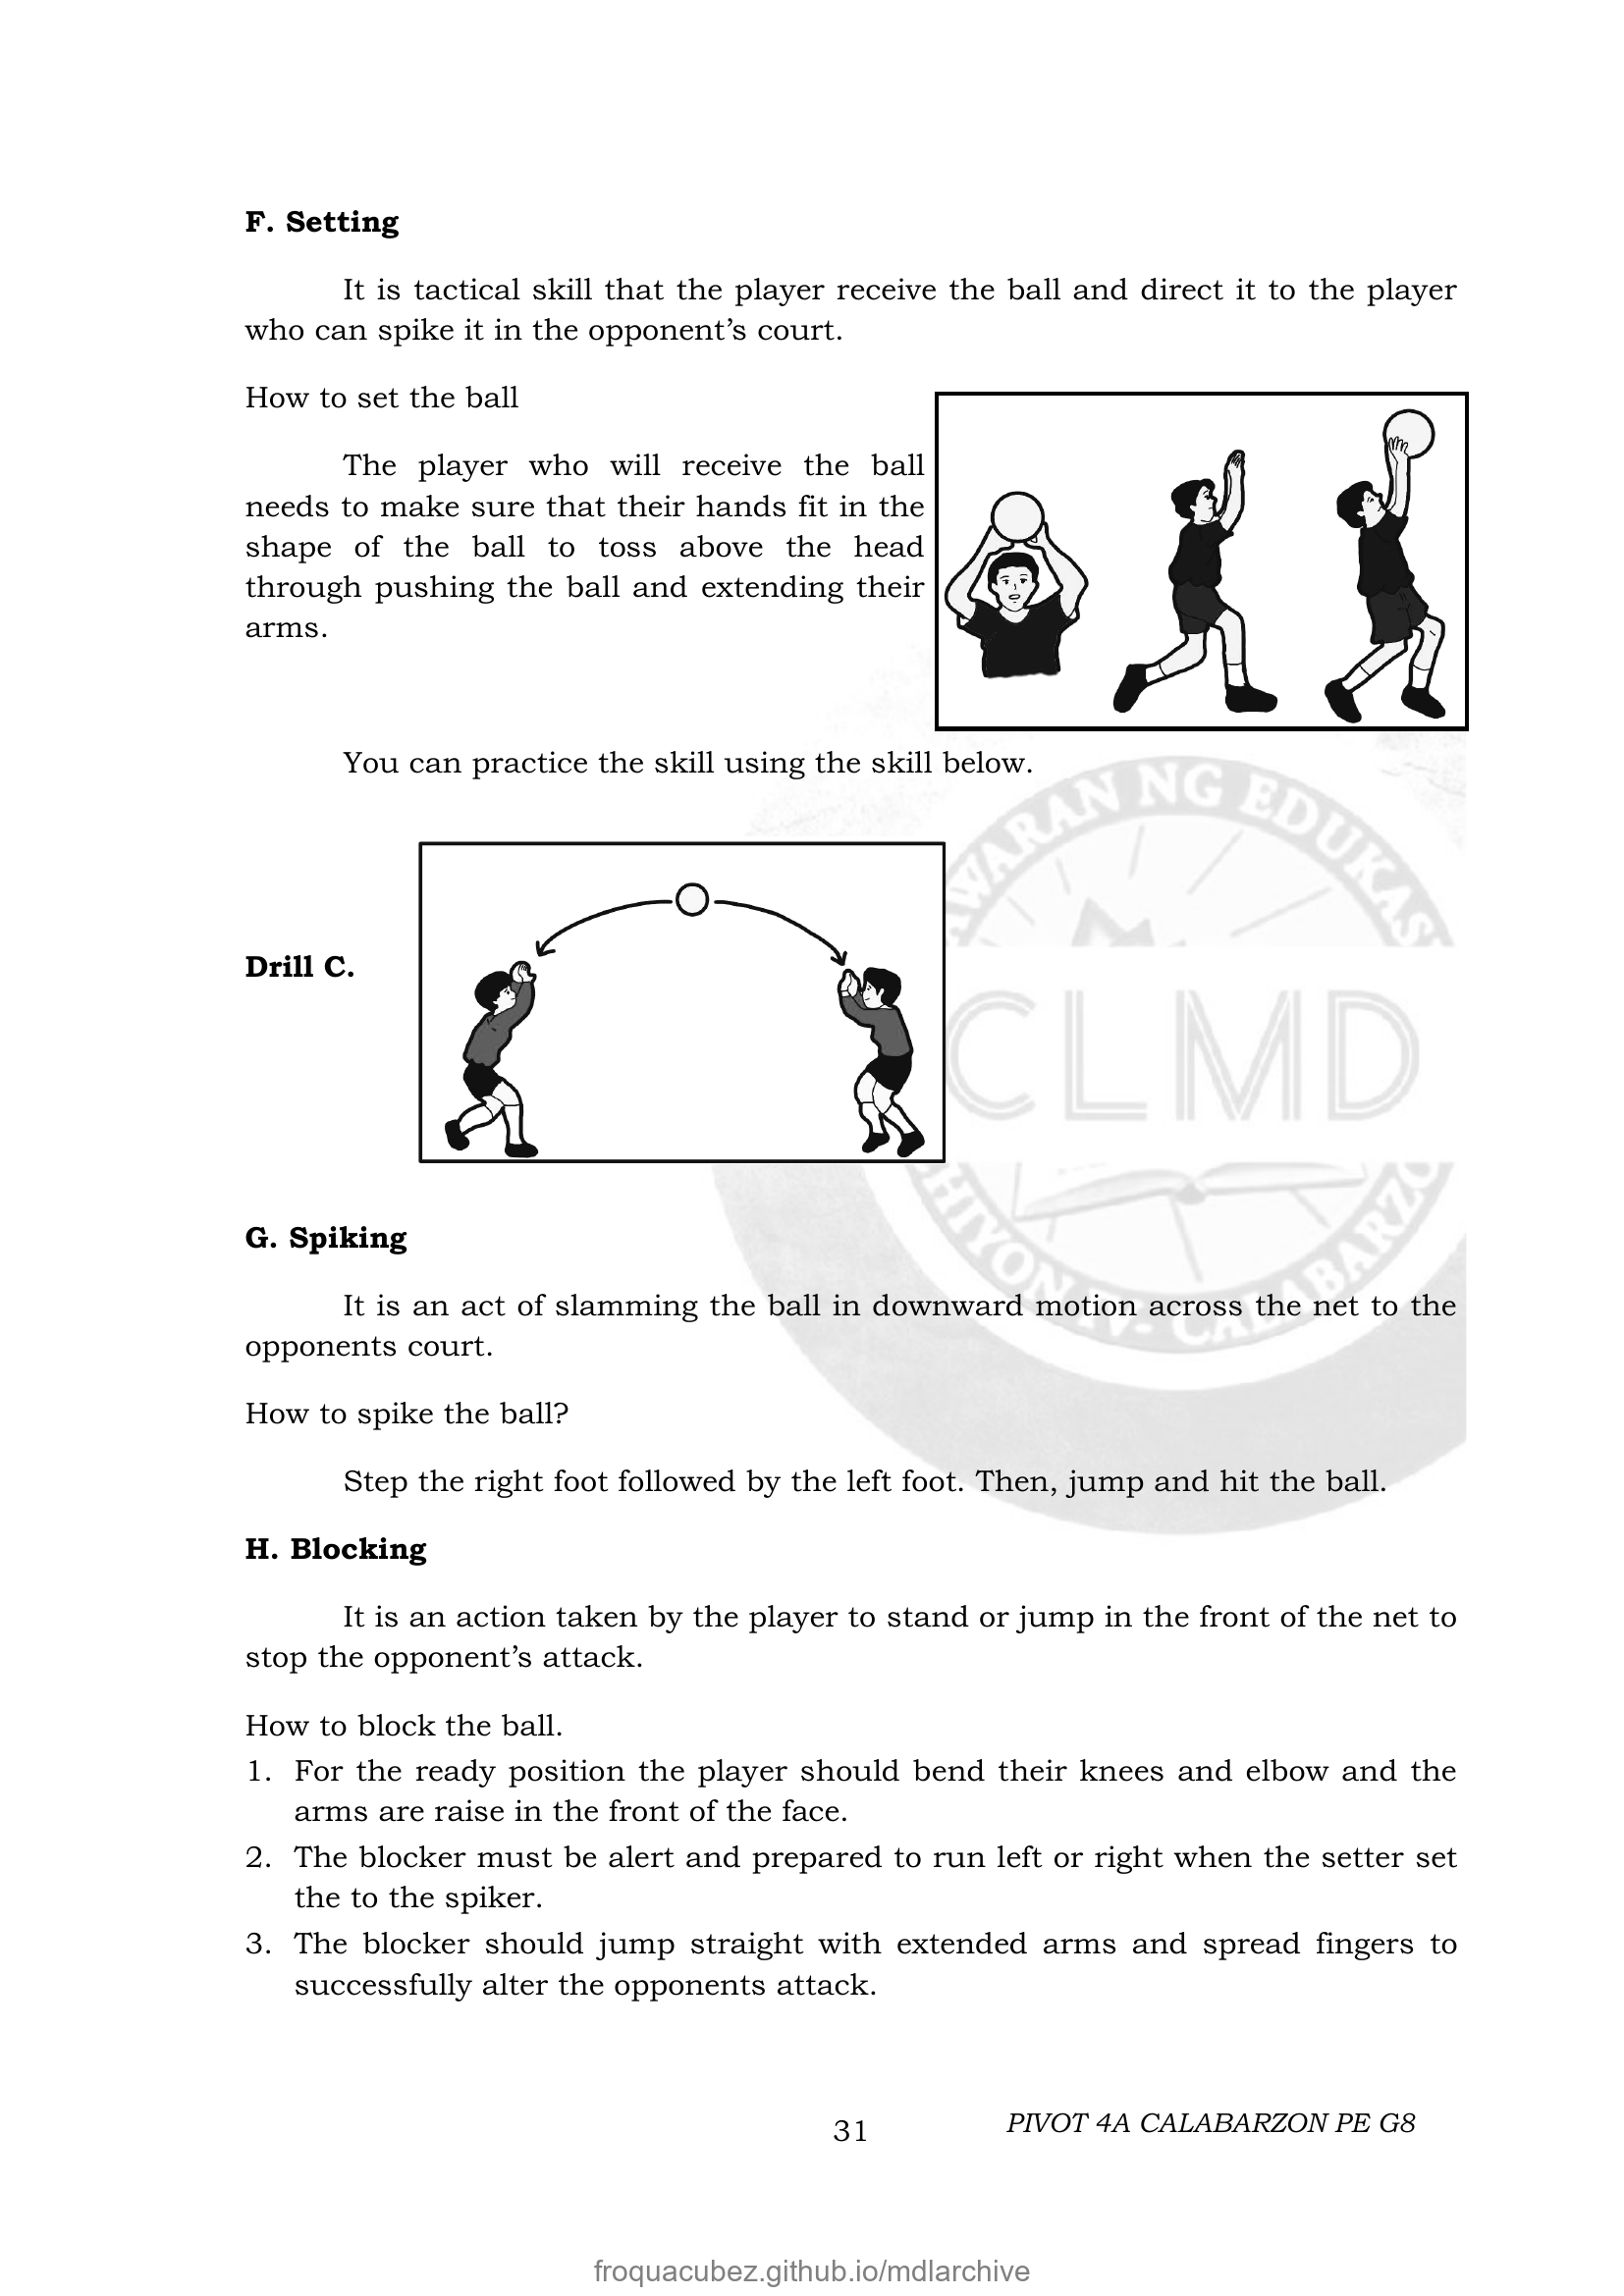 F. Setting
It is tactical skill that the player receive the ball and direct it to the player
who can spike it in the opponent’s court.
How to set the ball
The player who will receive the ball
needs to make sure that their hands fit in the
shape of the ball to toss above the head
through pushing the ball and extending their
arms.
You can practice the skill using the skill below.
AWARAN NG EDUKAS
Drill C.
CLMD
HIYON IV- CALABARZO
G. Spiking
It is an act of slamming the ball in downward motion across the net to the
opponents court.
How to spike the ball?
Step the right foot followed by the left foot. Then, jump and hit the ball.
H. Blocking
It is an action taken by the player to stand or jump in the front of the net to
stop the opponent’s attack.
How to block the ball.
1. For the ready position the player should bend their knees and elbow and the
arms are raise in the front of the face.
2. The blocker must be alert and prepared to run left or right when the setter set
the to the spiker.
3. The blocker should jump straight with extended arms and spread fingers to
successfully alter the opponents attack.
31
PIVOT 4A CALABARZON PE G8
froquacubez.github.io/mdlarchive